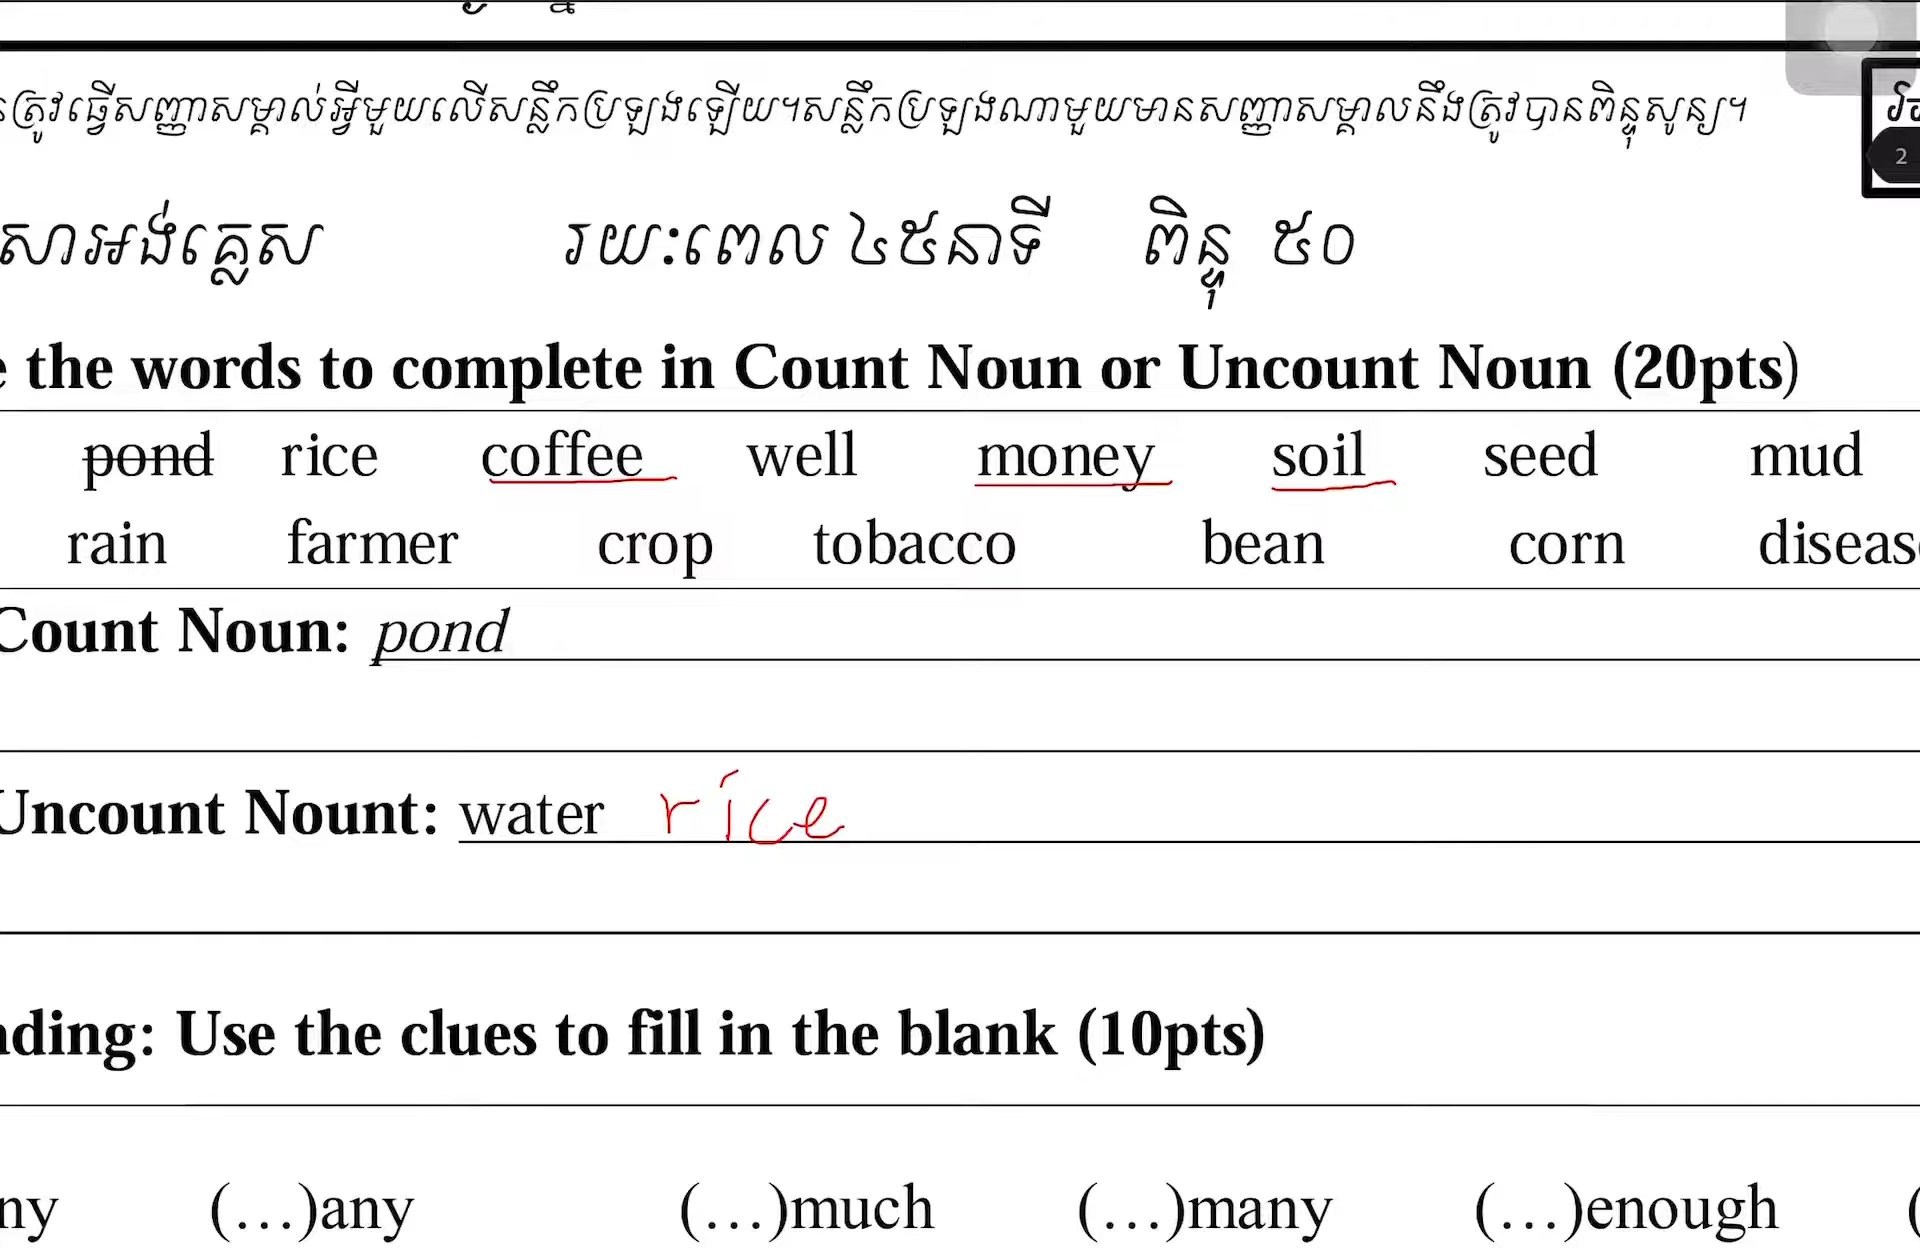 ត្រូវធ្វើសញ្ញាសម្គាល់អ្វីមួយលើសន្លឹកប្រឡងឡើយ។សន្លឹកប្រឡងណាមួយមានសញ្ញាសម្គាលនឹងត្រូវបានពិន្ទុសូន្យ។
2
សាអង់គ្លេស រយៈពេល ៤៥នាទី ពិន្ទុ ៥០
the words to complete in Count Noun or Uncount Noun (20pts)
pond rice coffee well money soil seed mud
rain farmer crop tobacco bean corn diseas
Count Noun: pond
Uncount Nount: water rice
ading: Use the clues to fill in the blank (10pts)
ny (...)any (...)much (...)many (...)enough (